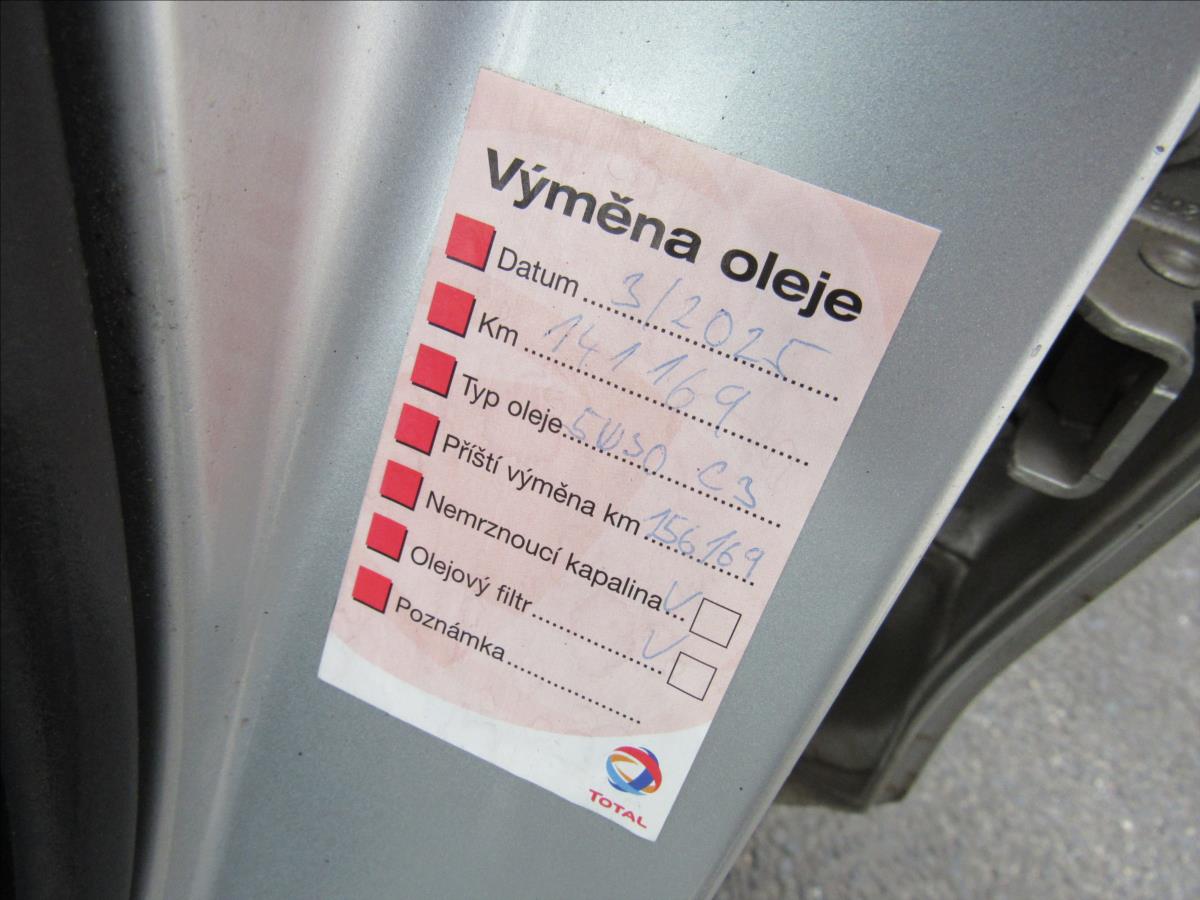 Výměna oleje
Datum 3/2025
Km 141169
Typ oleje 5W30 C3
Příští výměna km 156169
Nemrznoucí kapalina V
Olejový filtr V
Poznámka
TOTAL